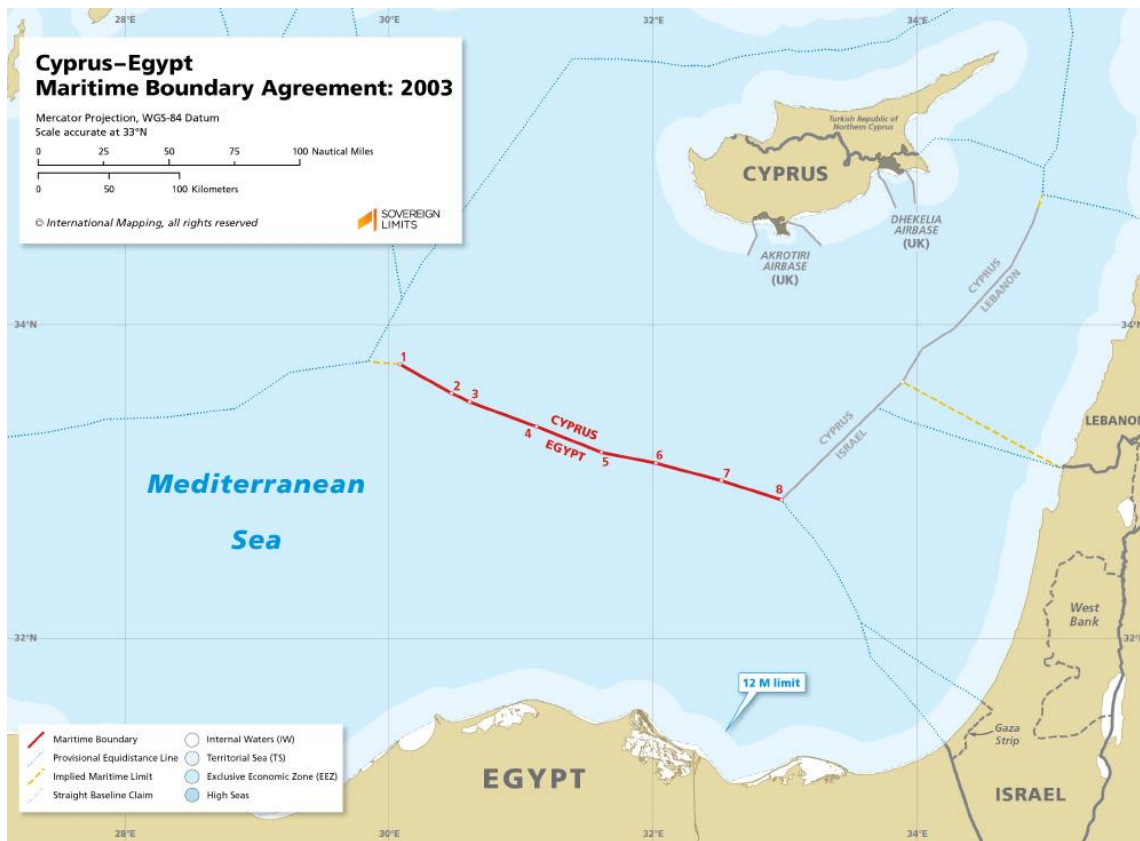 28°E
32°E
34°E
Cyprus–Egypt
Maritime Boundary Agreement: 2003
Mercator Projection, WGS-84 Datum
Scale accurate at 33°N
0 25 50 75 100 Nautical Miles
0 50 100 Kilometers
© International Mapping, all rights reserved
SOVEREIGN
LIMITS
Turkish Republic of
Northern Cyprus
CYPRUS
DHEKELIA
AIRBASE
(UK)
AKROTIRI
AIRBASE
(UK)
CYPRUS
LEBANON
34°N
34°N
1
2
3
4
5
6
7
8
CYPRUS
EGYPT
CYPRUS
ISRAEL
LEBANON
Mediterranean
Sea
West
Bank
32°N
32°N
12 M limit
Gaza
Strip
EGYPT
ISRAEL
Maritime Boundary
Provisional Equidistance Line
Implied Maritime Limit
Straight Baseline Claim
Internal Waters (IW)
Territorial Sea (TS)
Exclusive Economic Zone (EEZ)
High Seas
28°E
30°E
32°E
34°E